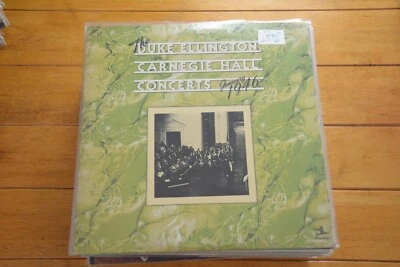 The
DUKE ELLINGTON
CARNEGIE HALL
CONCERTS
January 1946